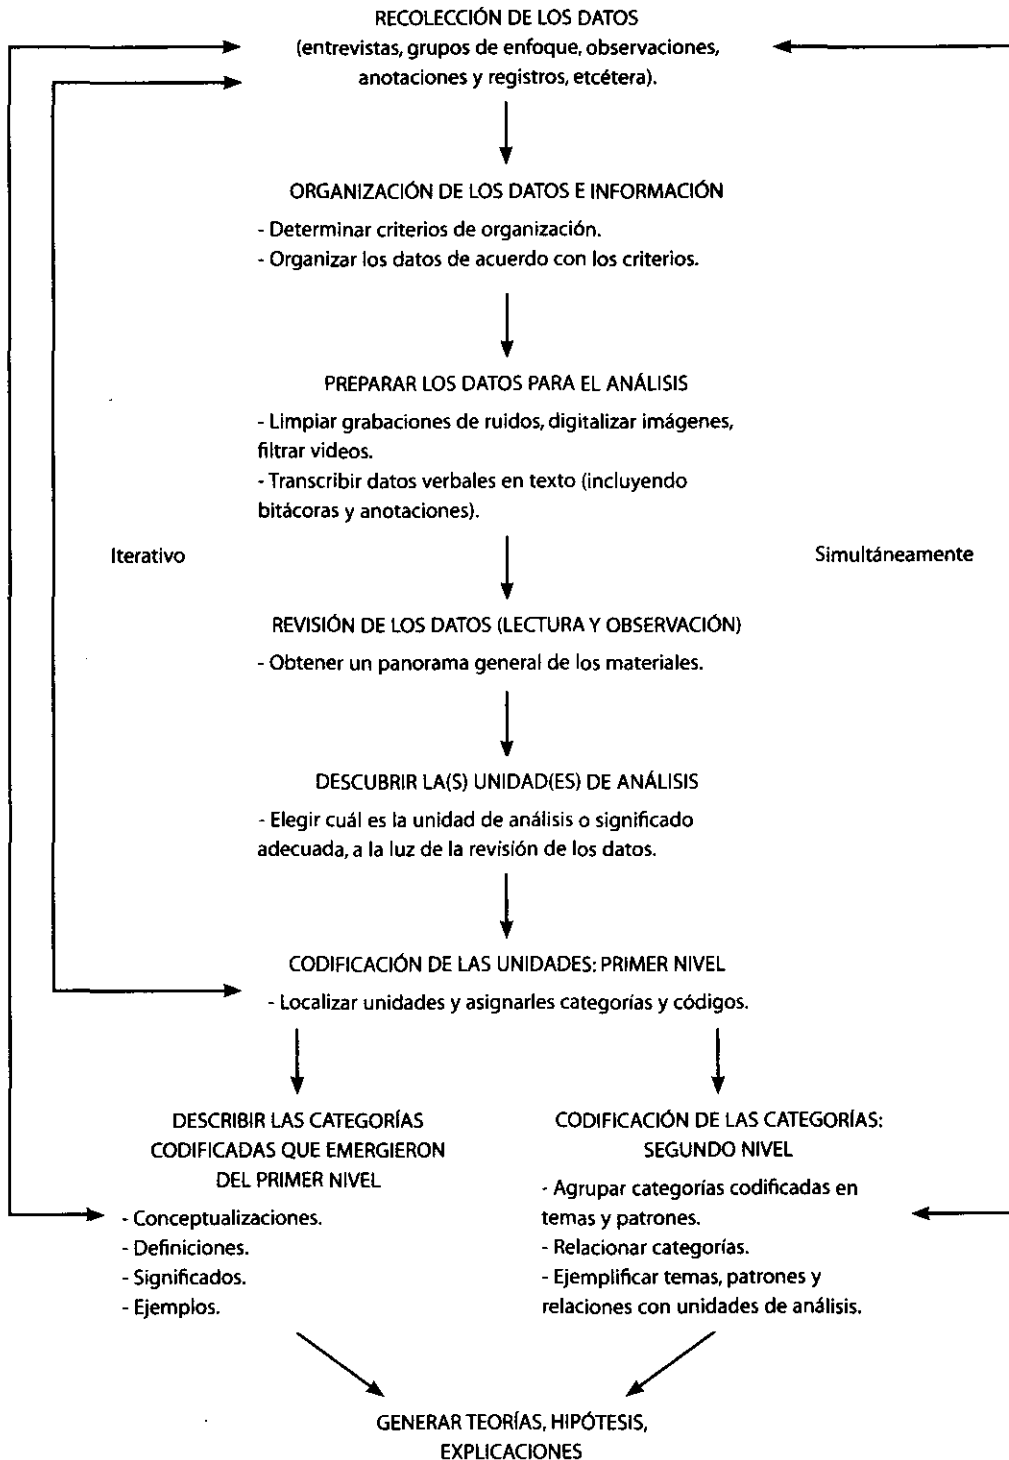 RECOLECCIÓN DE LOS DATOS
(entrevistas, grupos de enfoque, observaciones,
anotaciones y registros, etcétera).
ORGANIZACIÓN DE LOS DATOS E INFORMACIÓN
- Determinar criterios de organización.
- Organizar los datos de acuerdo con los criterios.
PREPARAR LOS DATOS PARA EL ANÁLISIS
- Limpiar grabaciones de ruidos, digitalizar imágenes,
filtrar videos.
- Transcribir datos verbales en texto (incluyendo
bitácoras y anotaciones).
Iterativo
Simultáneamente
REVISIÓN DE LOS DATOS (LECTURA Y OBSERVACIÓN)
- Obtener un panorama general de los materiales.
DESCUBRIR LA(S) UNIDAD(ES) DE ANÁLISIS
- Elegir cuál es la unidad de análisis o significado
adecuada, a la luz de la revisión de los datos.
CODIFICACIÓN DE LAS UNIDADES: PRIMER NIVEL
- Localizar unidades y asignarles categorías y códigos.
DESCRIBIR LAS CATEGORÍAS
CODIFICADAS QUE EMERGIERON
DEL PRIMER NIVEL
- Conceptualizaciones.
- Definiciones.
- Significados.
- Ejemplos.
CODIFICACIÓN DE LAS CATEGORÍAS:
SEGUNDO NIVEL
- Agrupar categorías codificadas en
temas y patrones.
- Relacionar categorías.
- Ejemplificar temas, patrones y
relaciones con unidades de análisis.
GENERAR TEORÍAS, HIPÓTESIS,
EXPLICACIONES